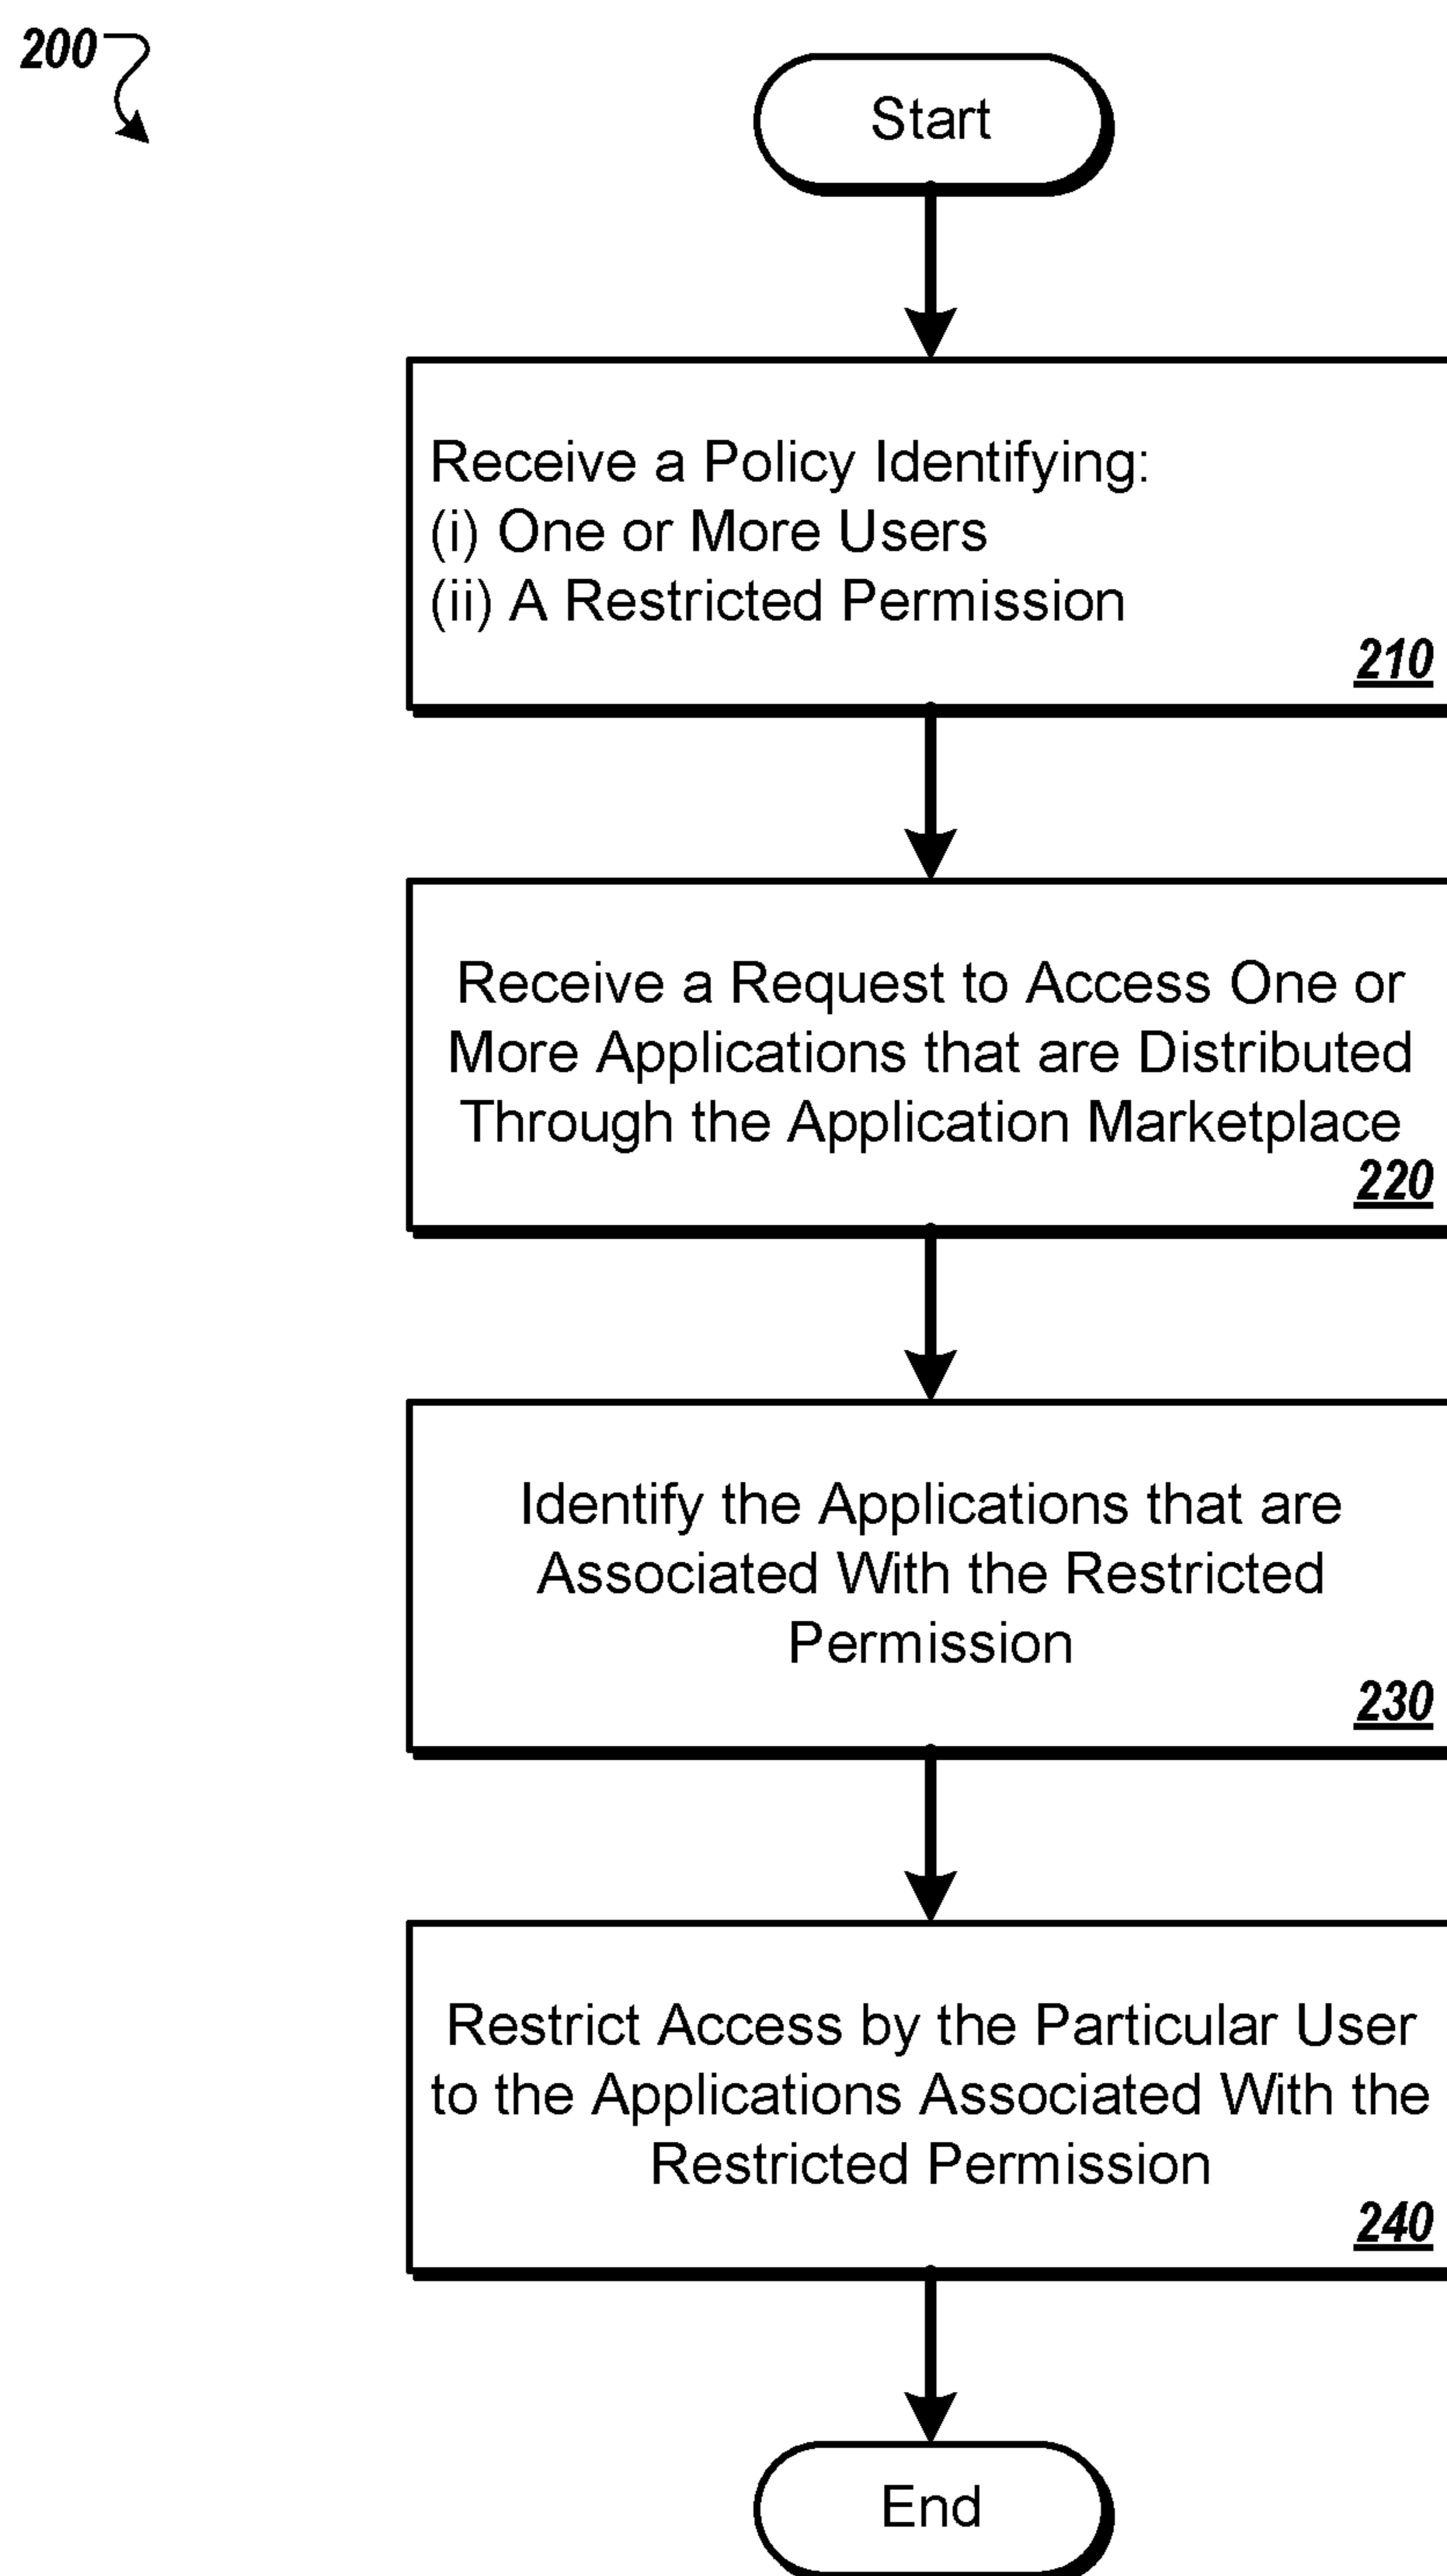 200
Start
Receive a Policy Identifying:
(i) One or More Users
(ii) A Restricted Permission
210
Receive a Request to Access One or
More Applications that are Distributed
Through the Application Marketplace
220
Identify the Applications that are
Associated With the Restricted
Permission
230
Restrict Access by the Particular User
to the Applications Associated With the
Restricted Permission
240
End